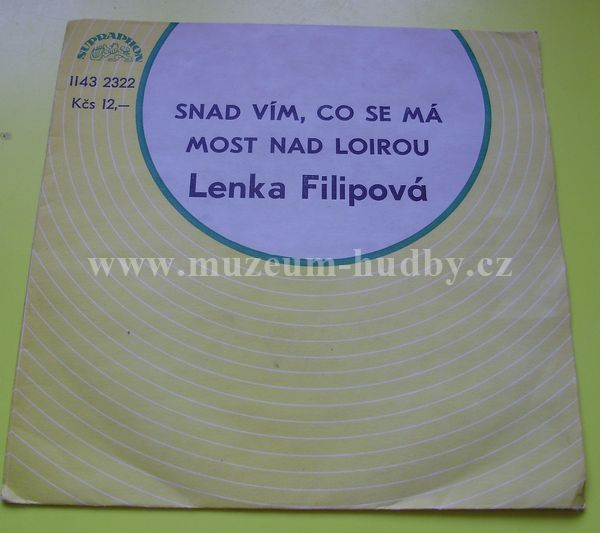 SUPRAPHON
1143 2322
Kčs 12,—
SNAD VÍM, CO SE MÁ
MOST NAD LOIROU
Lenka Filipová
www.muzeum-hudby.cz